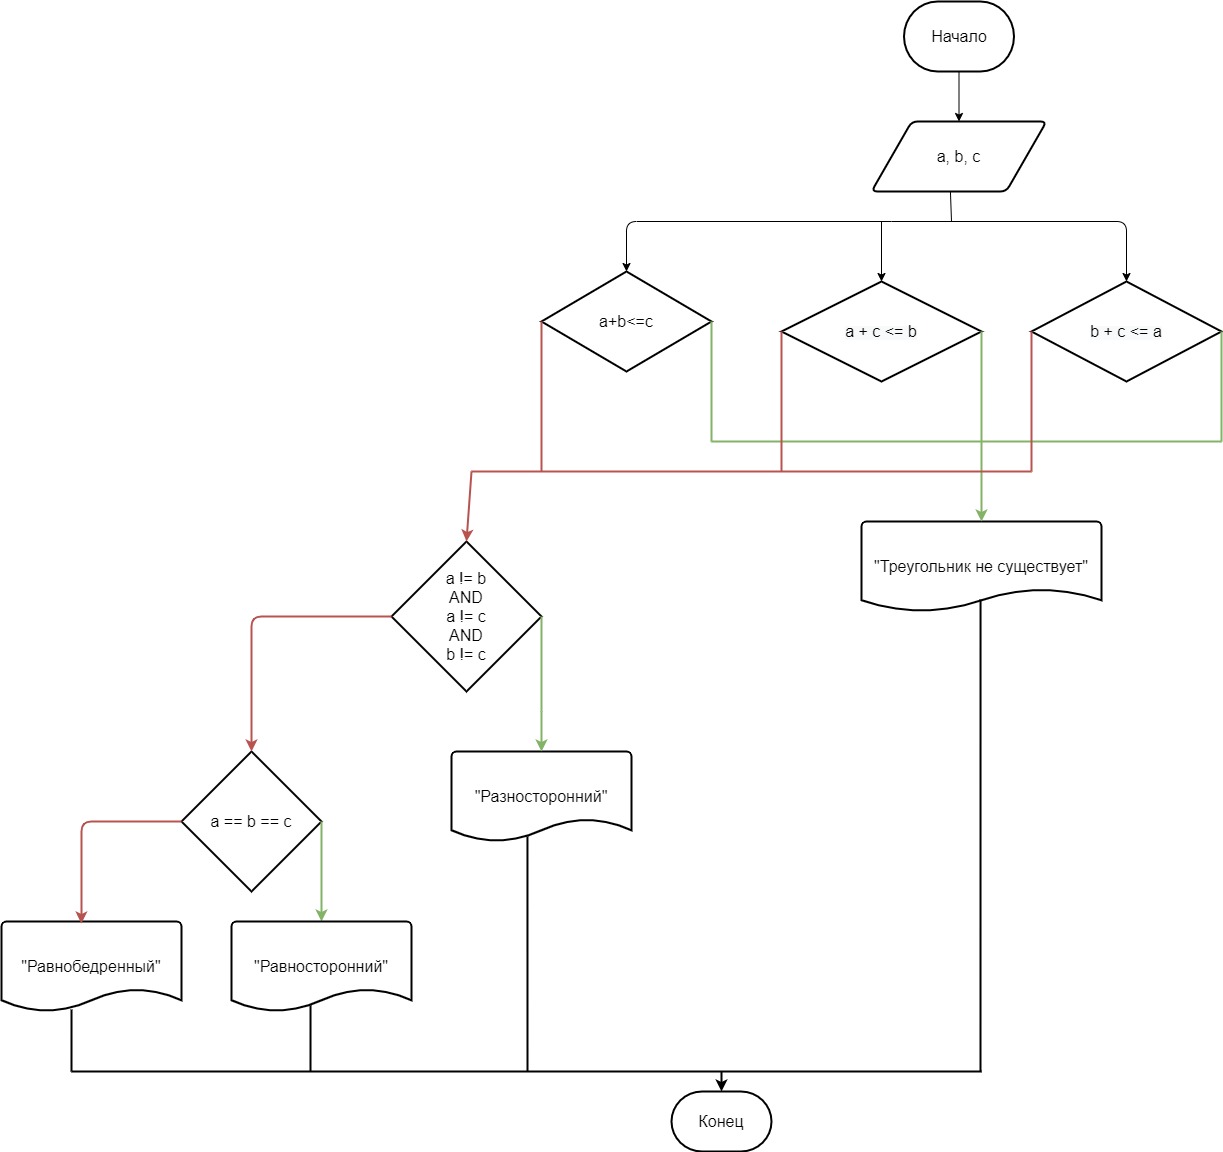 Начало
a, b, c
a+b<=c
a + c <= b
b + c <= a
"Треугольник не существует"
a != b
AND
a != c
AND
b != c
"Разносторонний"
a == b == c
"Равнобедренный"
"Равносторонний"
Конец